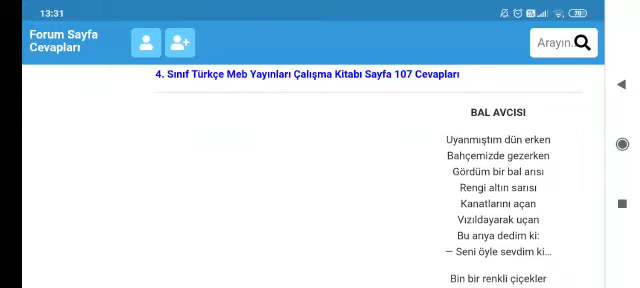 13:31
70
Forum Sayfa
Cevapları
Arayın.
4. Sınıf Türkçe Meb Yayınları Çalışma Kitabı Sayfa 107 Cevapları
BAL AVCISI
Uyanmıştım dün erken
Bahçemizde gezerken
Gördüm bir bal arısı
Rengi altın sarısı
Kanatlarını açan
Vızıldayarak uçan
Bu arıya dedim ki:
— Seni öyle sevdim ki...
Bin bir renkli çiçekler